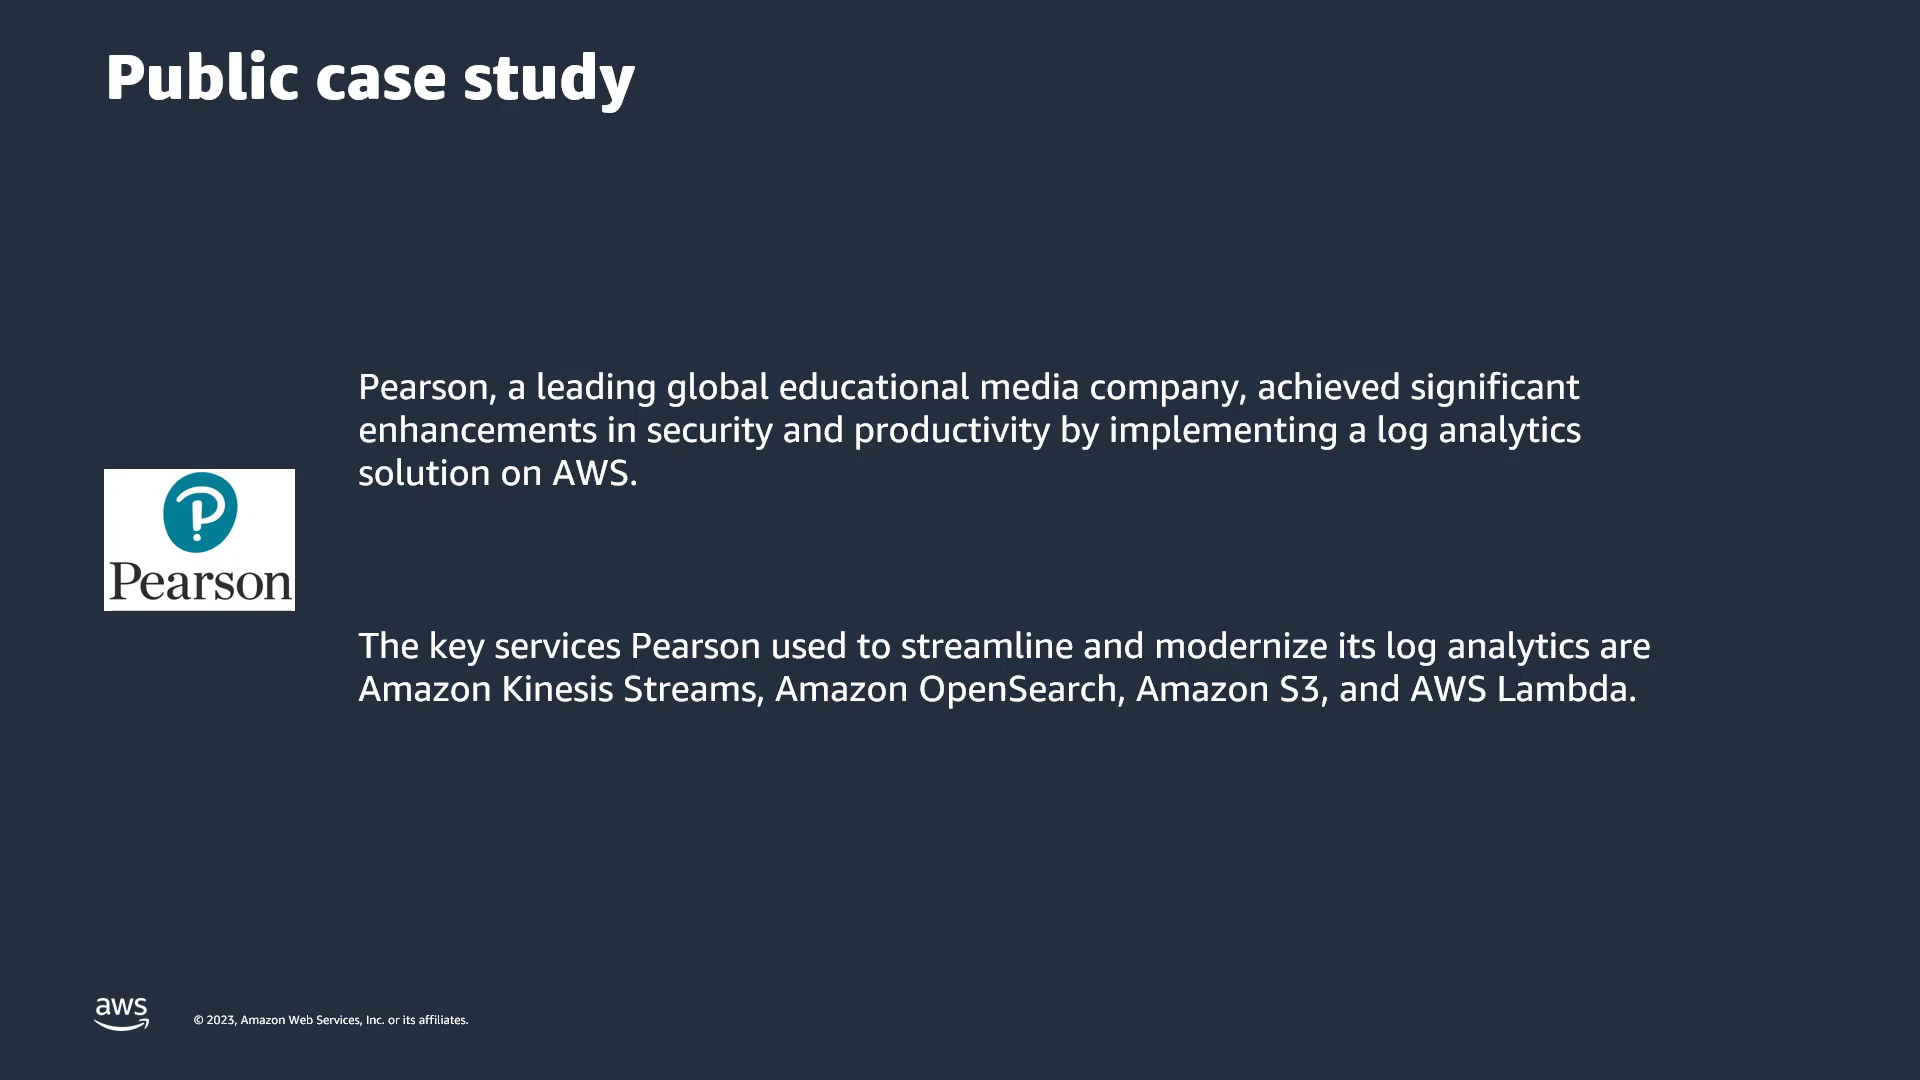 Public case study
Pearson, a leading global educational media company, achieved significant
enhancements in security and productivity by implementing a log analytics
solution on AWS.
P
Pearson
The key services Pearson used to streamline and modernize its log analytics are
Amazon Kinesis Streams, Amazon OpenSearch, Amazon S3, and AWS Lambda.
aws
© 2023, Amazon Web Services, Inc. or its affiliates.